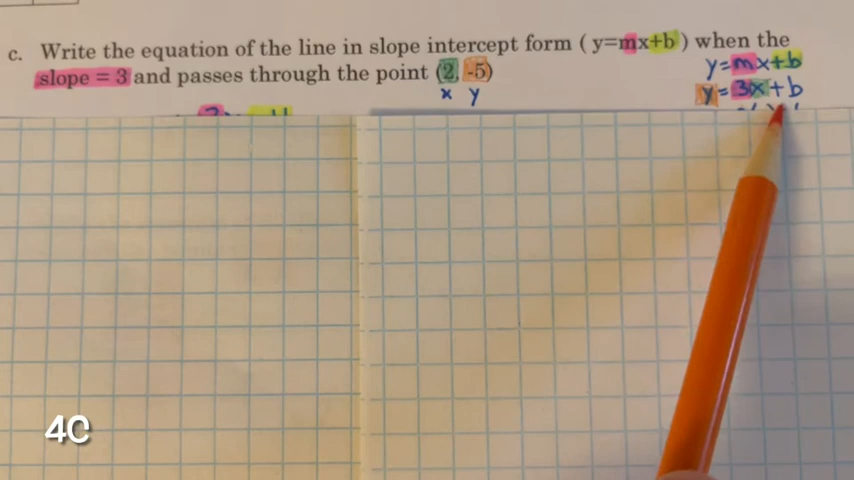 c. Write the equation of the line in slope intercept form ( y=mx+b ) when the
slope = 3 and passes through the point (2, -5)
x y
y = mx + b
y = 3x + b
4C